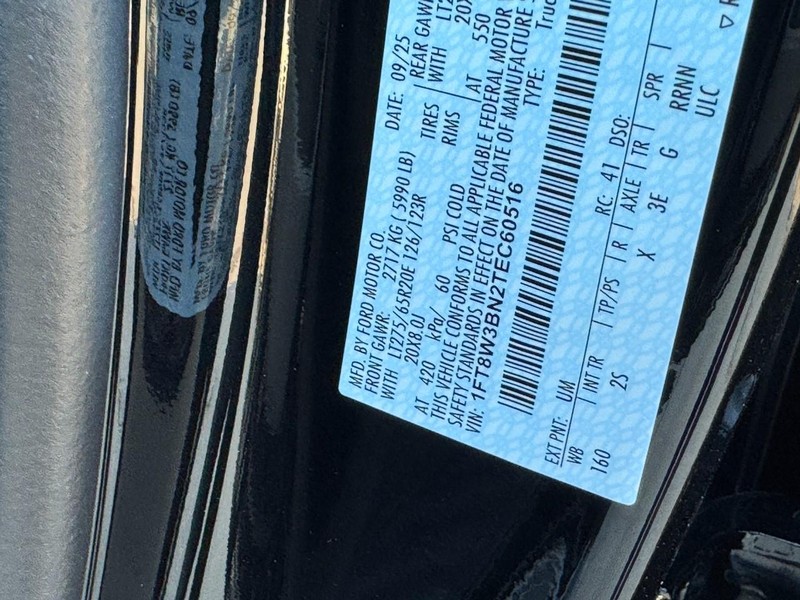 MFD. BY FORD MOTOR CO.
DATE: 09/25
FRONT GAWR: 2717 KG ( 5990 LB)
REAR GAWR
WITH LT275/65R20E 126/123R
TIRES
WITH
20X8.0J
RIMS
AT 420 kPa/ 60 PSI COLD
AT 550
THIS VEHICLE CONFORMS TO ALL APPLICABLE FEDERAL MOTOR
SAFETY STANDARDS IN EFFECT ON THE DATE OF MANUFACTURE
VIN: 1FT8W3BN2TEC60516
TYPE:
EXT PNT: UM
RC: 41 DSO:
WB INT TR TP/PS R AXLE TR SPR
160 2S X 3E G RRNN
ULC